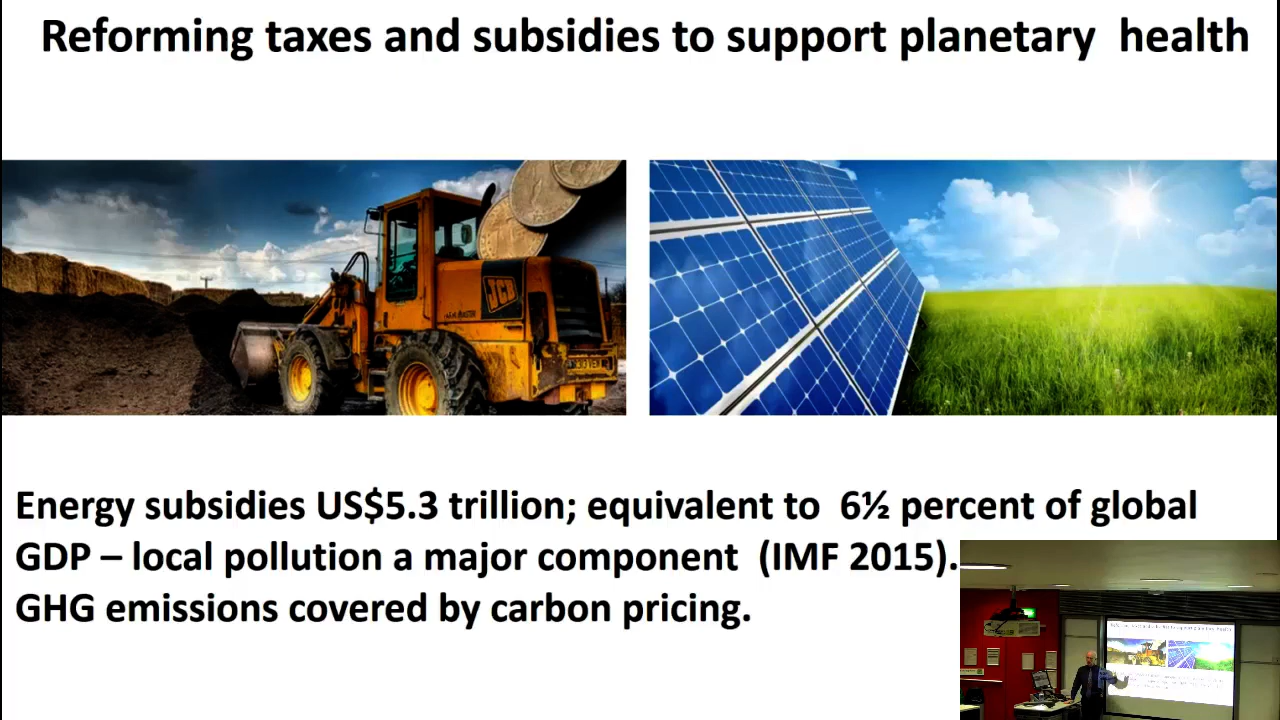 Reforming taxes and subsidies to support planetary health
JCB
Energy subsidies US$5.3 trillion; equivalent to 6½ percent of global
GDP – local pollution a major component (IMF 2015).
GHG emissions covered by carbon pricing.